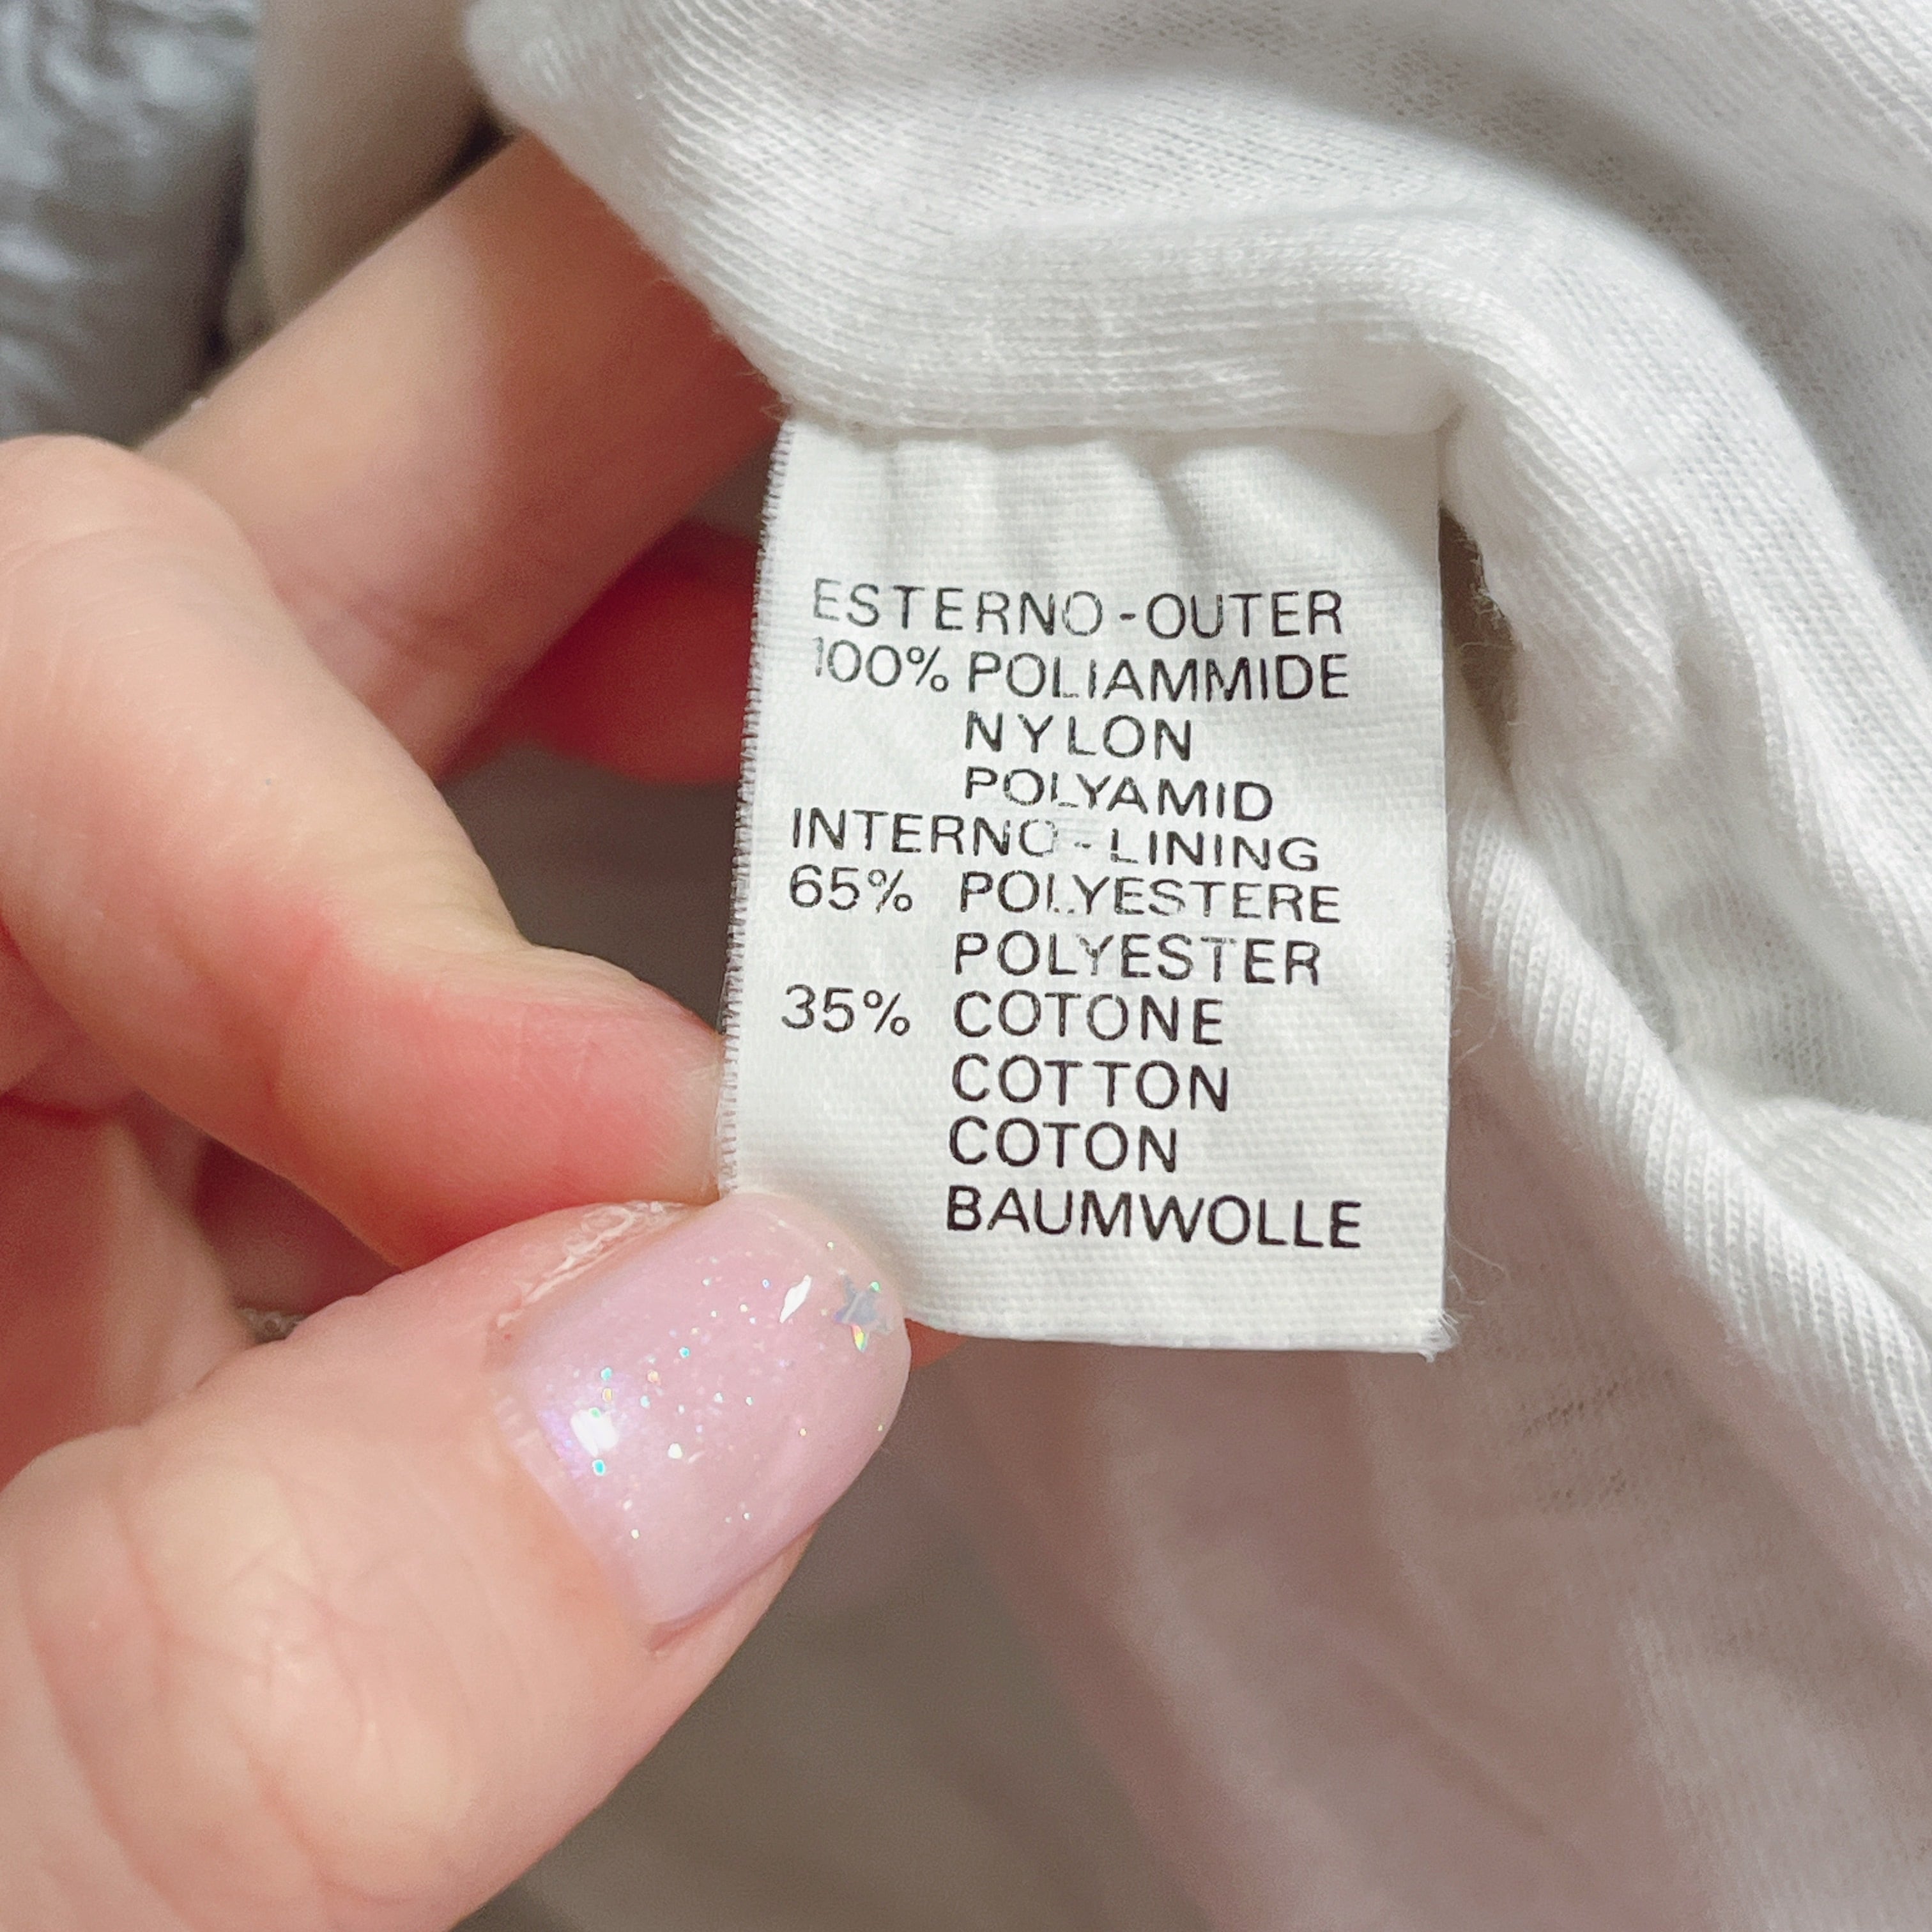 ESTERNO-OUTER
100% POLIAMMIDE
NYLON
POLYAMID
INTERNO-LINING
65% POLYESTERE
POLYESTER
35% COTONE
COTTON
COTON
BAUMWOLLE